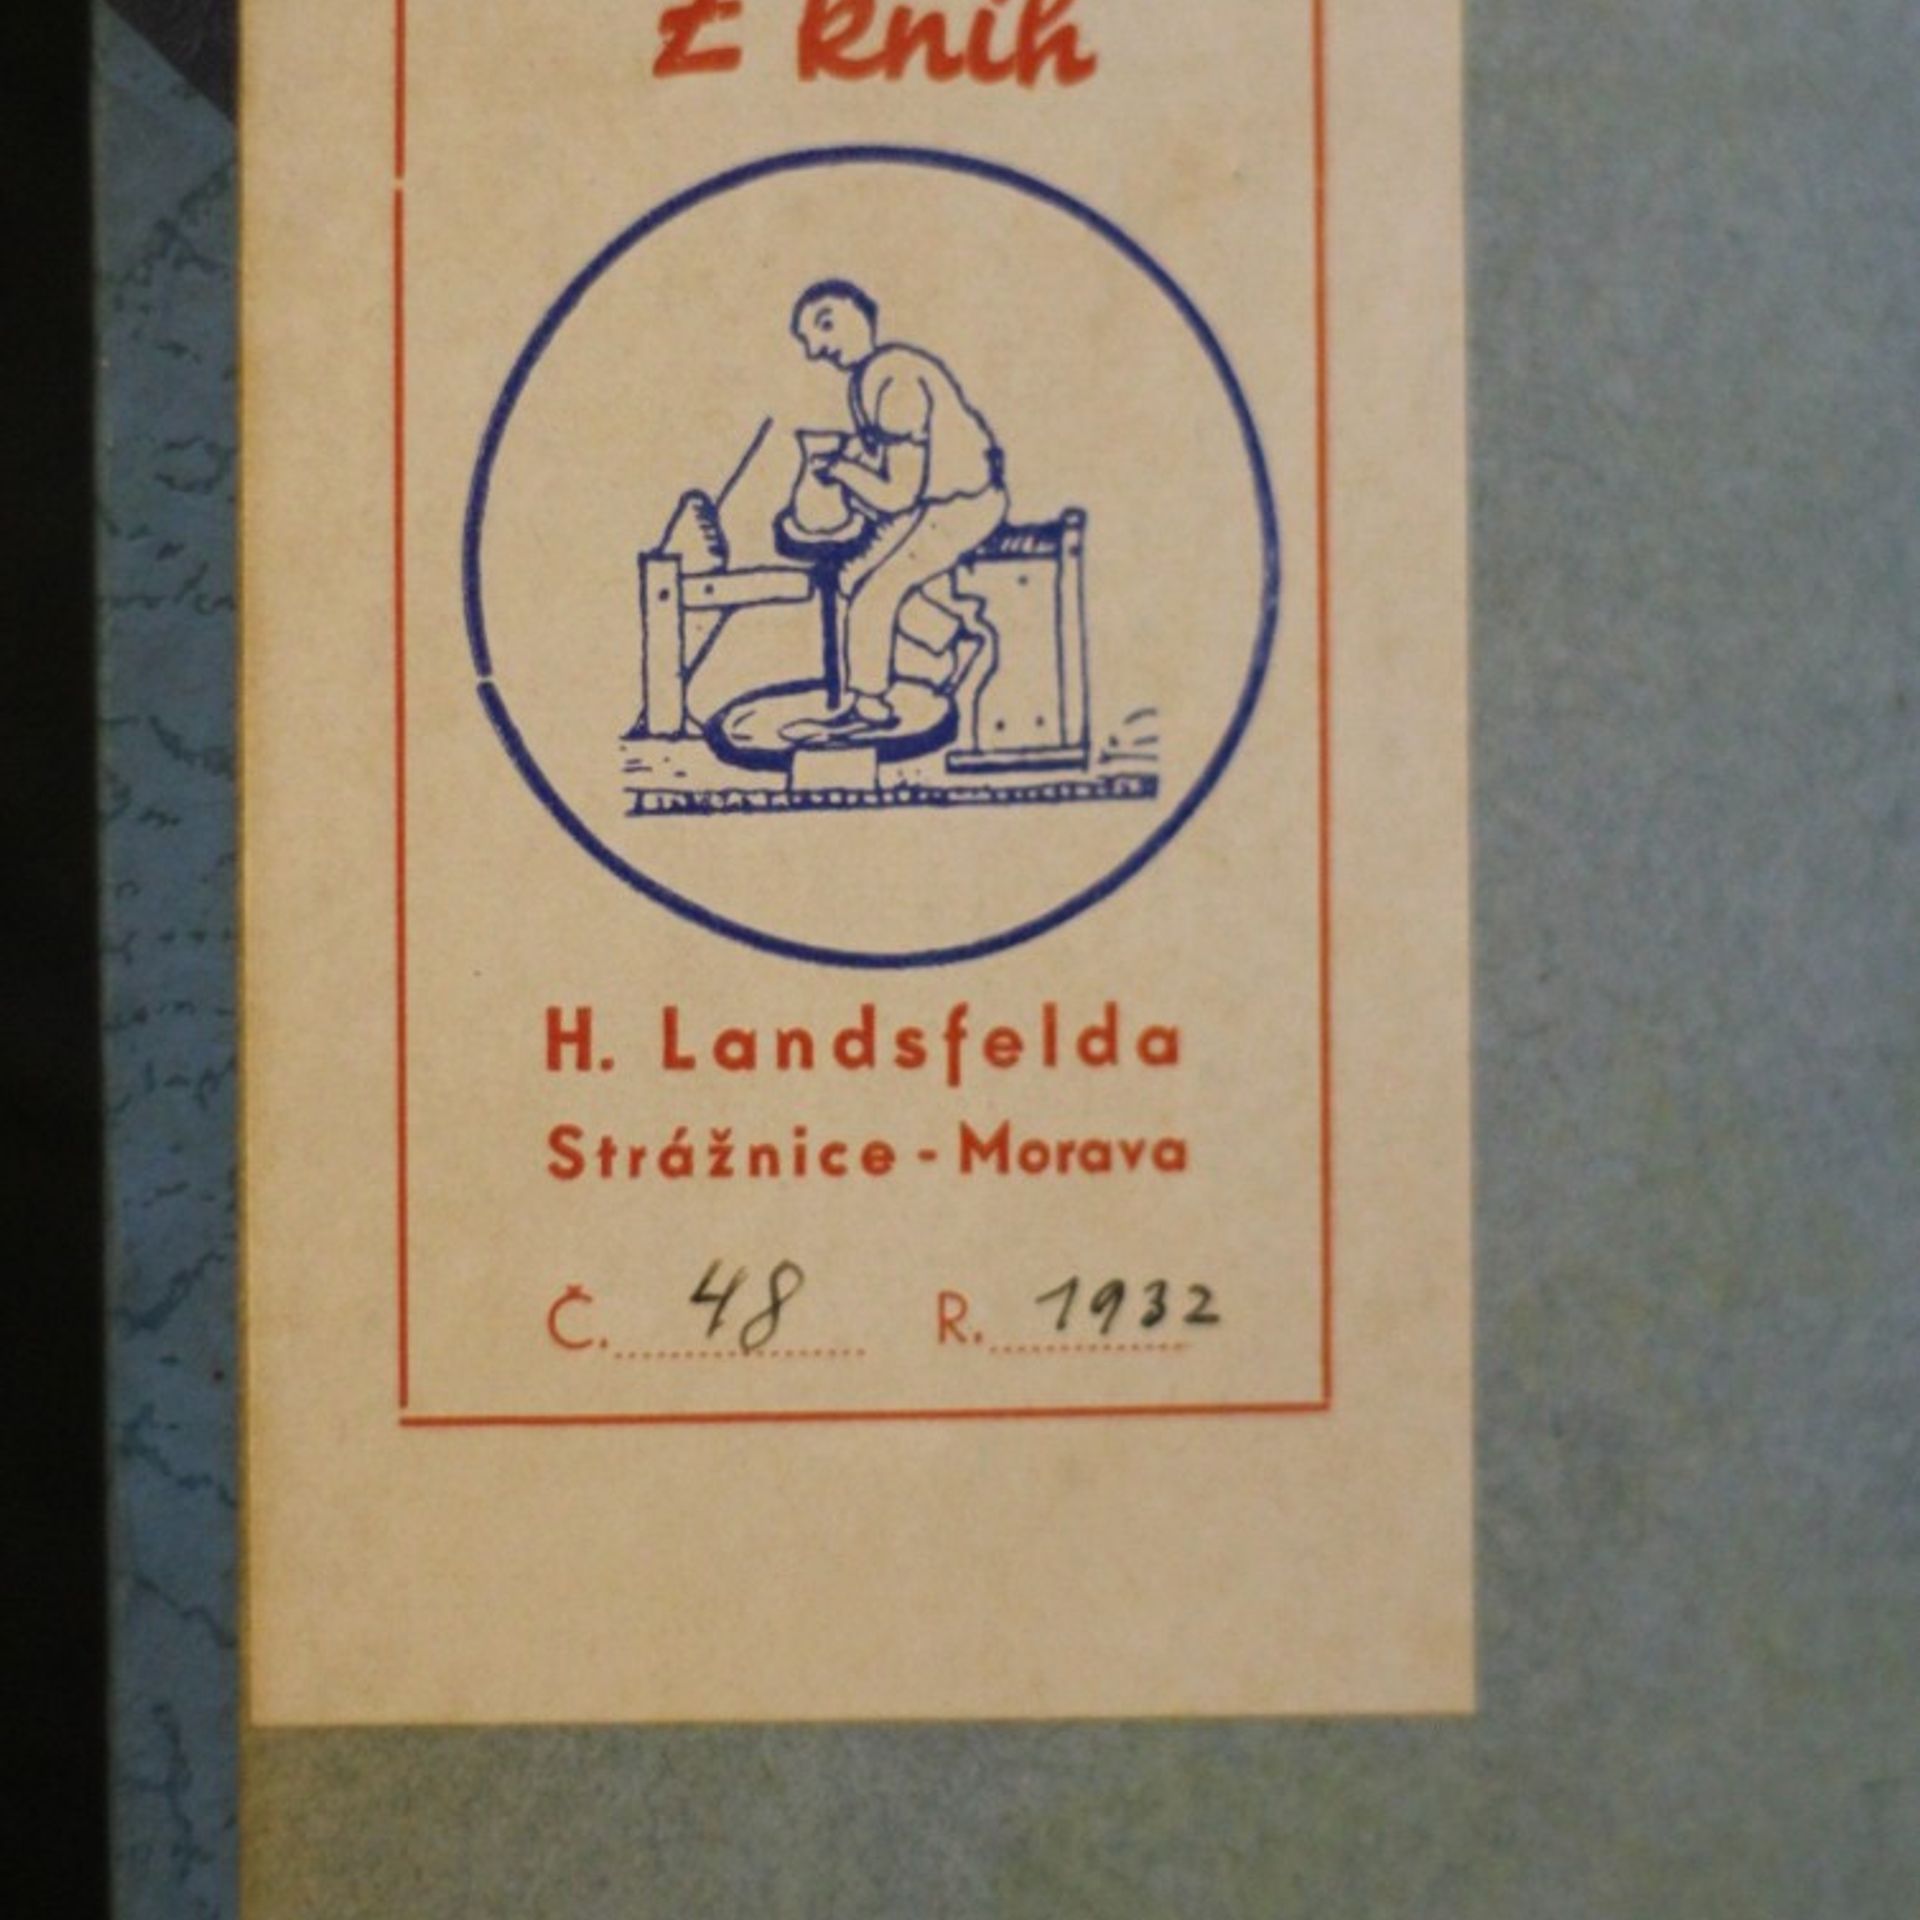 Z knih
H. Landsfelda
Strážnice - Morava
Č. 48 R. 1932